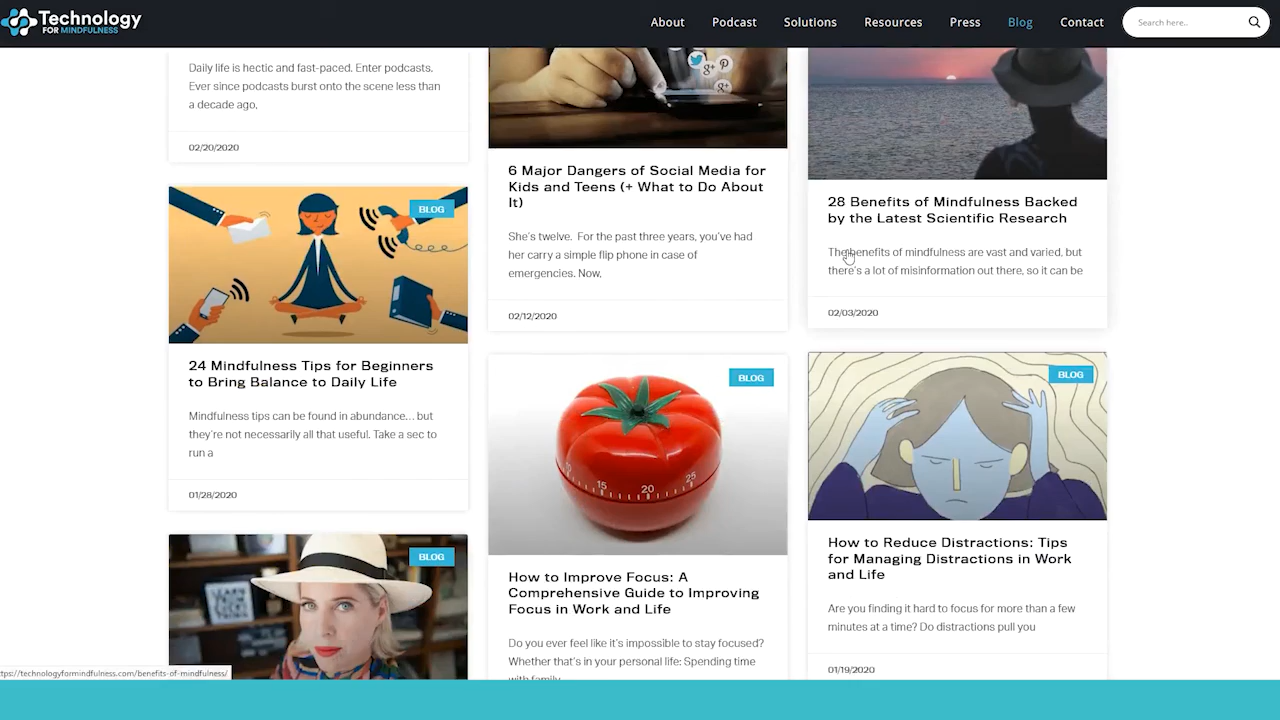 Technology
FOR MINDFULNESS
About
Podcast
Solutions
Resources
Press
Blog
Contact
Search here..
Daily life is hectic and fast-paced. Enter podcasts.
Ever since podcasts burst onto the scene less than
a decade ago,
02/20/2020
BLOG
24 Mindfulness Tips for Beginners
to Bring Balance to Daily Life
Mindfulness tips can be found in abundance… but
they're not necessarily all that useful. Take a sec to
run a
01/28/2020
BLOG
g+
g+
6 Major Dangers of Social Media for
Kids and Teens (+ What to Do About
It)
She's twelve. For the past three years, you've had
her carry a simple flip phone in case of
emergencies. Now,
02/12/2020
BLOG
10 15 20 25
How to Improve Focus: A
Comprehensive Guide to Improving
Focus in Work and Life
Do you ever feel like it's impossible to stay focused?
Whether that's in your personal life: Spending time
with family,
28 Benefits of Mindfulness Backed
by the Latest Scientific Research
The benefits of mindfulness are vast and varied, but
there's a lot of misinformation out there, so it can be
02/03/2020
BLOG
How to Reduce Distractions: Tips
for Managing Distractions in Work
and Life
Are you finding it hard to focus for more than a few
minutes at a time? Do distractions pull you
01/19/2020
ttps://technologyformindfulness.com/benefits-of-mindfulness/